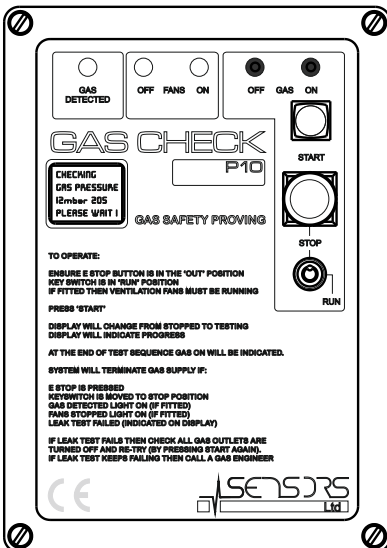 GAS
DETECTED
OFF FANS ON
OFF GAS ON
GAS CHECK
P10
START
CHECKING
GAS PRESSURE
12mbar 20S
PLEASE WAIT !
GAS SAFETY PROVING
STOP
RUN
TO OPERATE:
ENSURE E STOP BUTTON IS IN THE 'OUT' POSITION
KEY SWITCH IS IN 'RUN' POSITION
IF FITTED THEN VENTILATION FANS MUST BE RUNNING
PRESS 'START'
DISPLAY WILL CHANGE FROM STOPPED TO TESTING
DISPLAY WILL INDICATE PROGRESS
AT THE END OF TEST SEQUENCE GAS ON WILL BE INDICATED.
SYSTEM WILL TERMINATE GAS SUPPLY IF:
E STOP IS PRESSED
KEYSWITCH IS MOVED TO STOP POSITION
GAS DETECTED LIGHT ON (IF FITTED)
FANS STOPPED LIGHT ON (IF FITTED)
LEAK TEST FAILED (INDICATED ON DISPLAY)
IF LEAK TEST FAILS THEN CHECK ALL GAS OUTLETS ARE
TURNED OFF AND RE-TRY (BY PRESSING START AGAIN).
IF LEAK TEST KEEPS FAILING THEN CALL A GAS ENGINEER
CE
SENSORS
Ltd